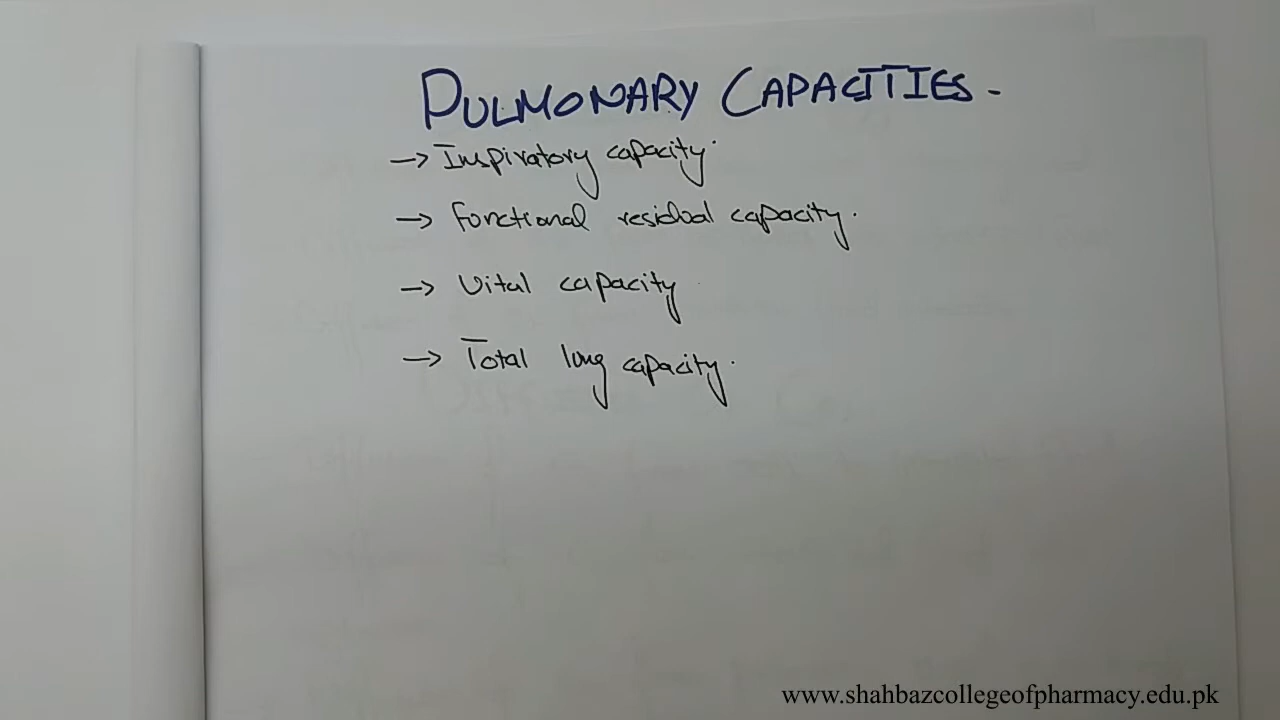 PULMONARY CAPACITIES -
→ Inspiratory capacity.
→ Functional residual capacity.
→ Vital capacity
→ Total lung capacity.
www.shahbazcollegeofpharmacy.edu.pk